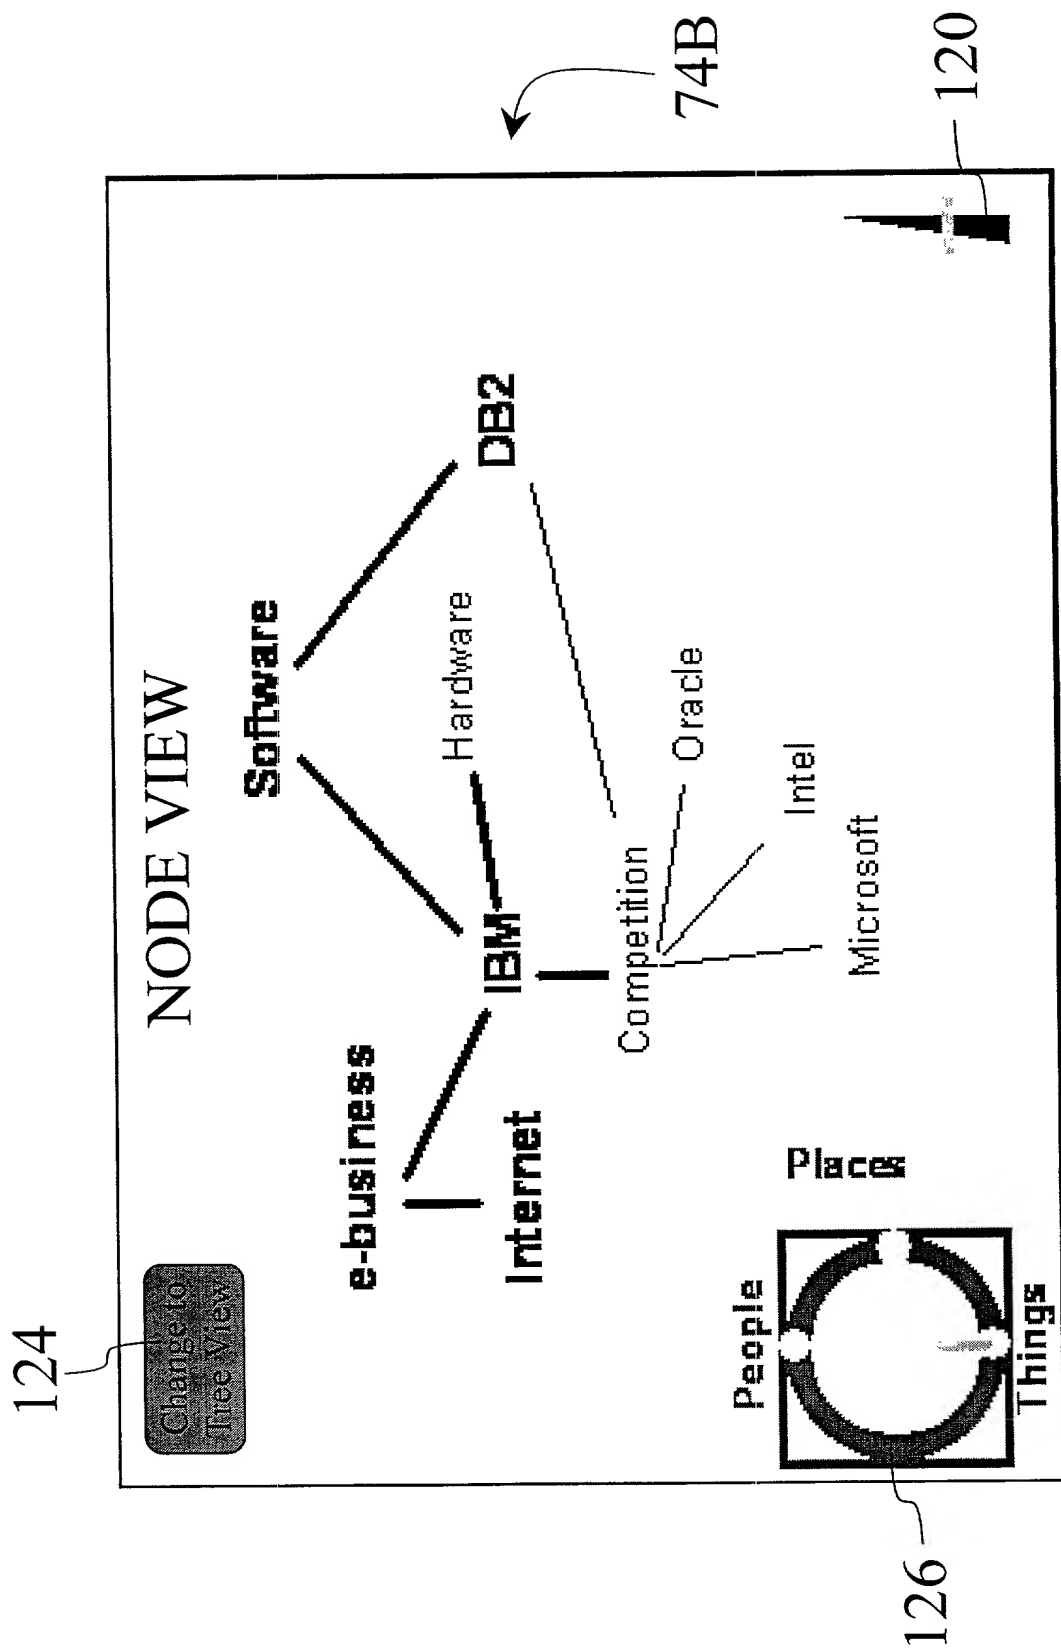 124
NODE VIEW
Change to
Tree View
Software
e-business
Hardware
DB2
IBM
Internet
Competition
Oracle
Intel
Microsoft
People
Places
Things
74B
126
120